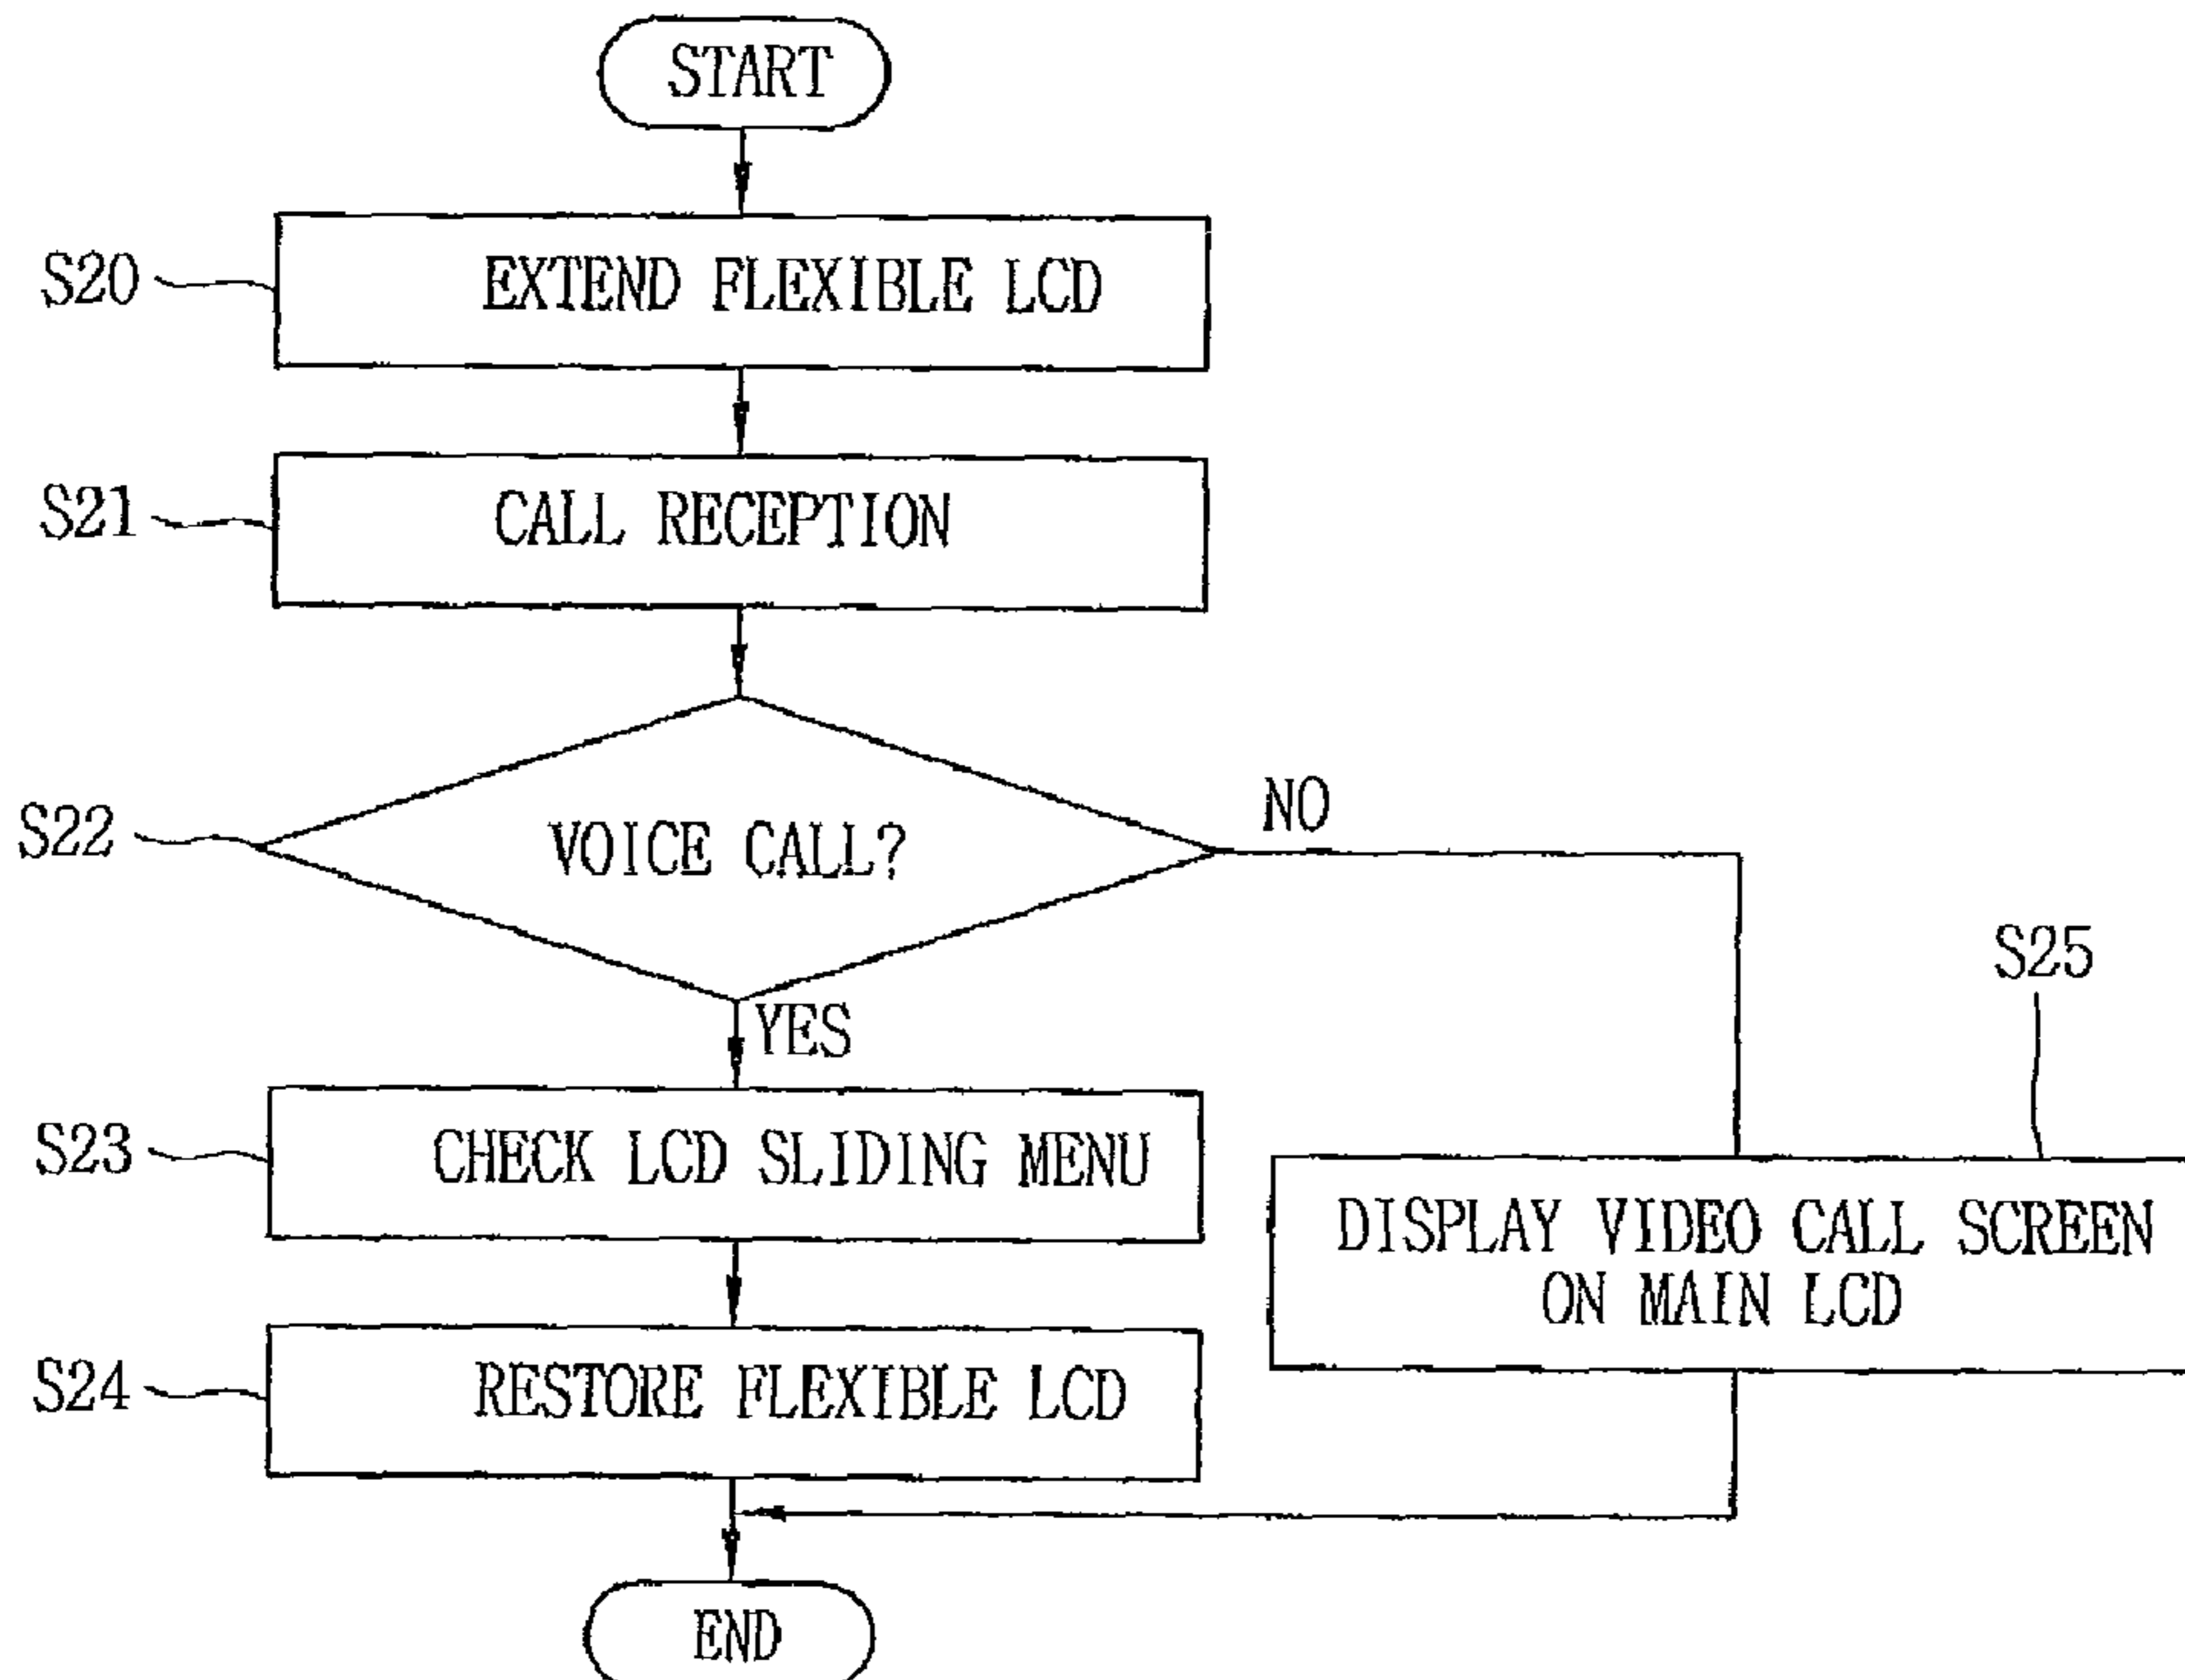 START
S20
EXTEND FLEXIBLE LCD
S21
CALL RECEPTION
S22
VOICE CALL?
NO
YES
S25
S23
CHECK LCD SLIDING MENU
DISPLAY VIDEO CALL SCREEN
ON MAIN LCD
S24
RESTORE FLEXIBLE LCD
END